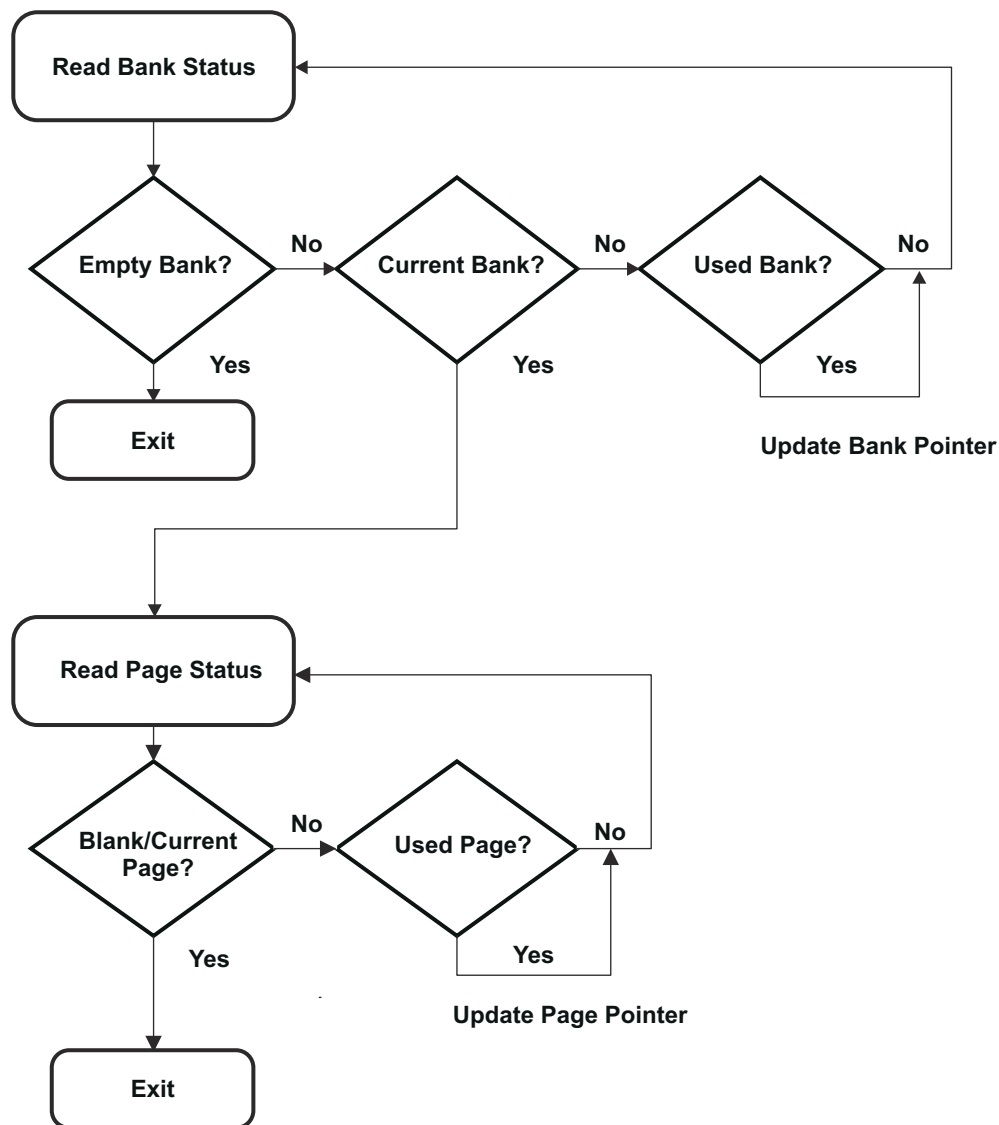 Read Bank Status
Empty Bank?
No
Current Bank?
No
Used Bank?
No
Yes
Yes
Yes
Exit
Update Bank Pointer
Read Page Status
Blank/Current
Page?
No
Used Page?
No
Yes
Yes
Update Page Pointer
Exit